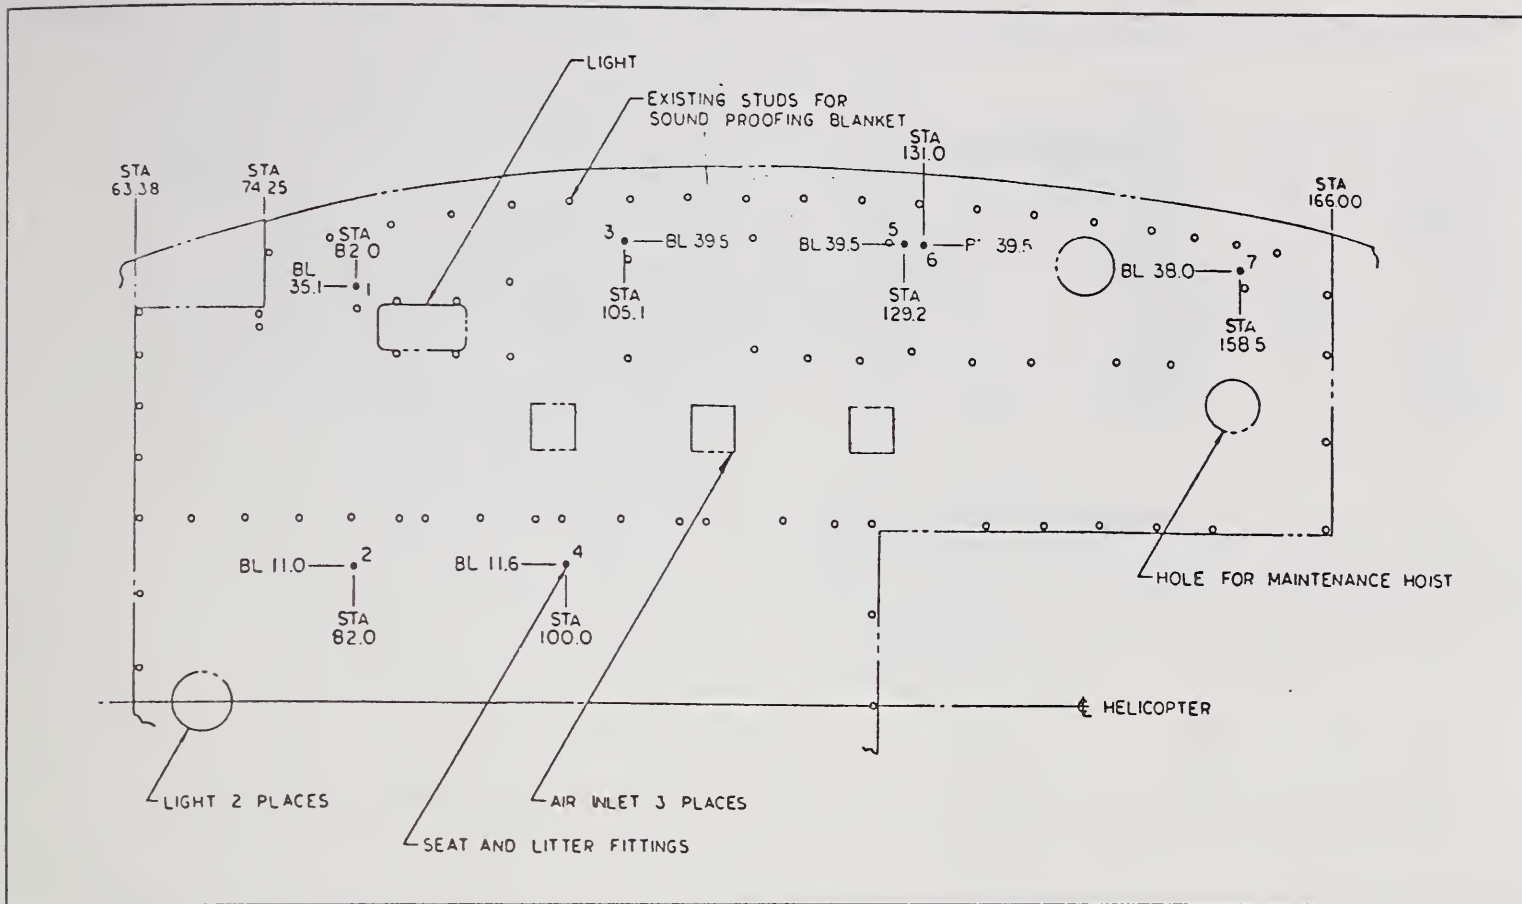 LIGHT
EXISTING STUDS FOR
SOUND PROOFING BLANKET
STA
131.0
STA
63.38
STA
74.25
STA
166.00
STA
82.0
BL
35.1
1
3
BL 39.5
STA
105.1
BL 39.5
5
6
39.5
STA
129.2
BL 38.0
7
STA
158.5
BL 11.0
2
STA
82.0
BL 11.6
4
STA
100.0
HOLE FOR MAINTENANCE HOIST
℄ HELICOPTER
LIGHT 2 PLACES
AIR INLET 3 PLACES
SEAT AND LITTER FITTINGS